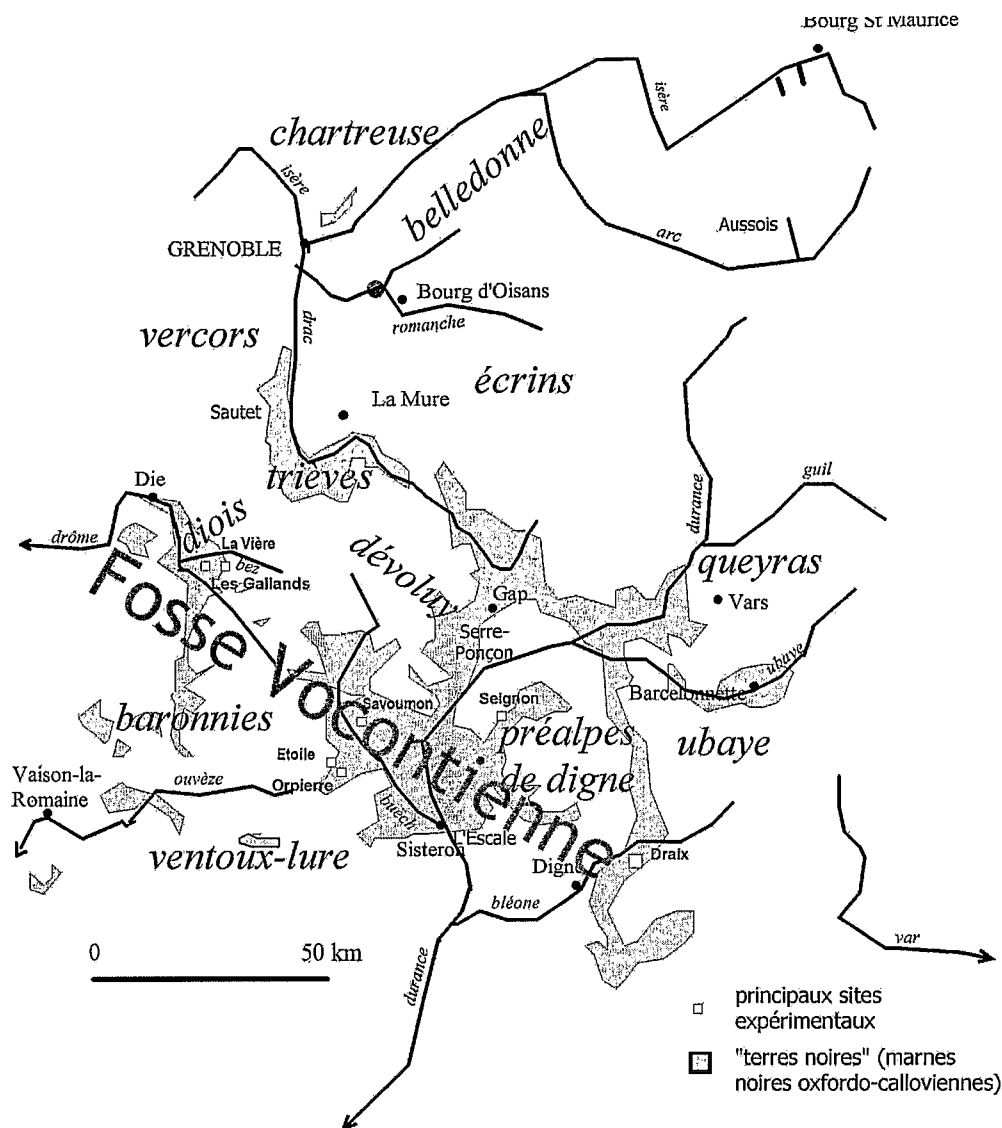 Bourg St Maurice
isère
chartreuse
belledonne
isère
Aussois
arc
GRENOBLE
Bourg d'Oisans
romanche
drac
vercors
écrins
La Mure
Sautet
trièves
Die
guil
durance
drôme
diois
La Vière
bez
dévoluy
queyras
Les Gallands
Gap
Vars
Serre-
Ponçon
ubaye
Fosse Vocontienne
Barcelonnette
Savournon
Seignon
baronnies
préalpes
de digne
ubaye
Etoile
Vaison-la-
Romaine
ouvèze
Orpierre
buech
L'Escale
Sisteron
ventoux-lure
Draix
Digne
bléone
var
0 50 km
durance
principaux sites
expérimentaux
"terres noires" (marnes
noires oxfordo-calloviennes)